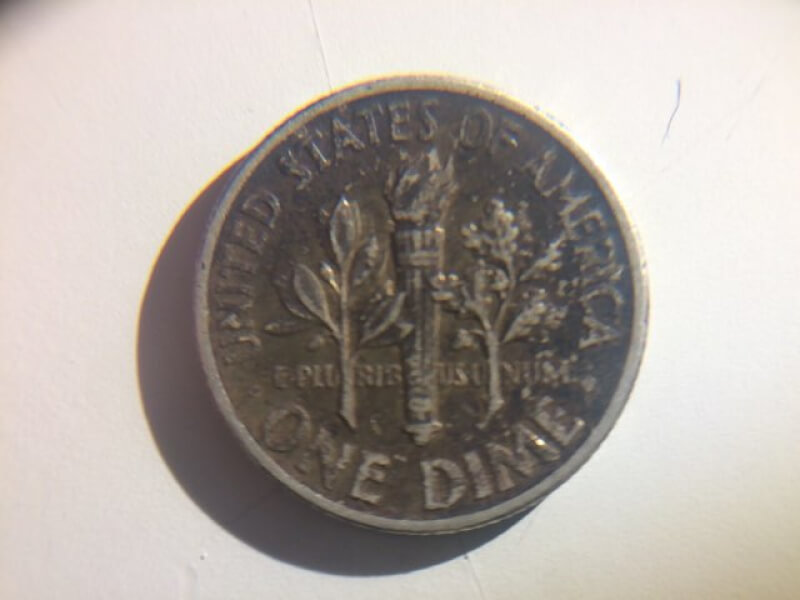 UNITED STATES OF AMERICA
E·PLURIBUS UNUM
ONE DIME